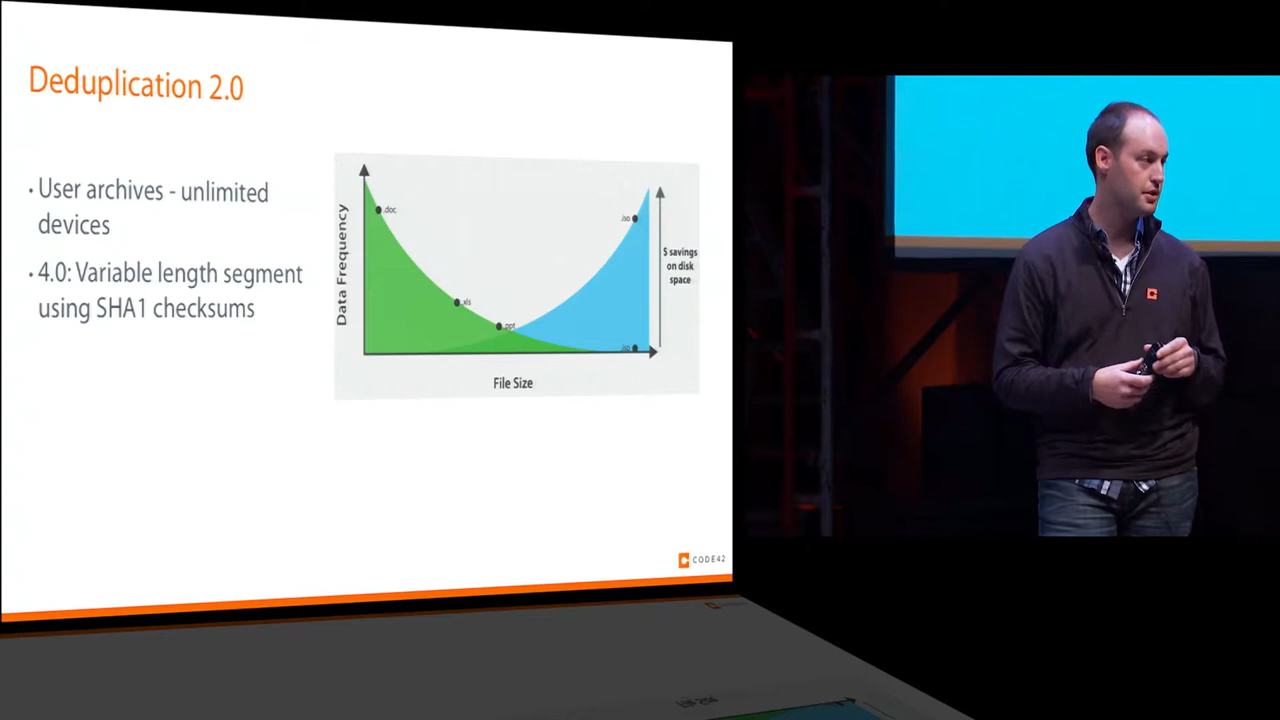 Deduplication 2.0
· User archives - unlimited
devices
· 4.0: Variable length segment
using SHA1 checksums
Data Frequency
.doc
.xls
.ppt
.iso
.iso
$ savings
on disk
space
File Size
CODE42